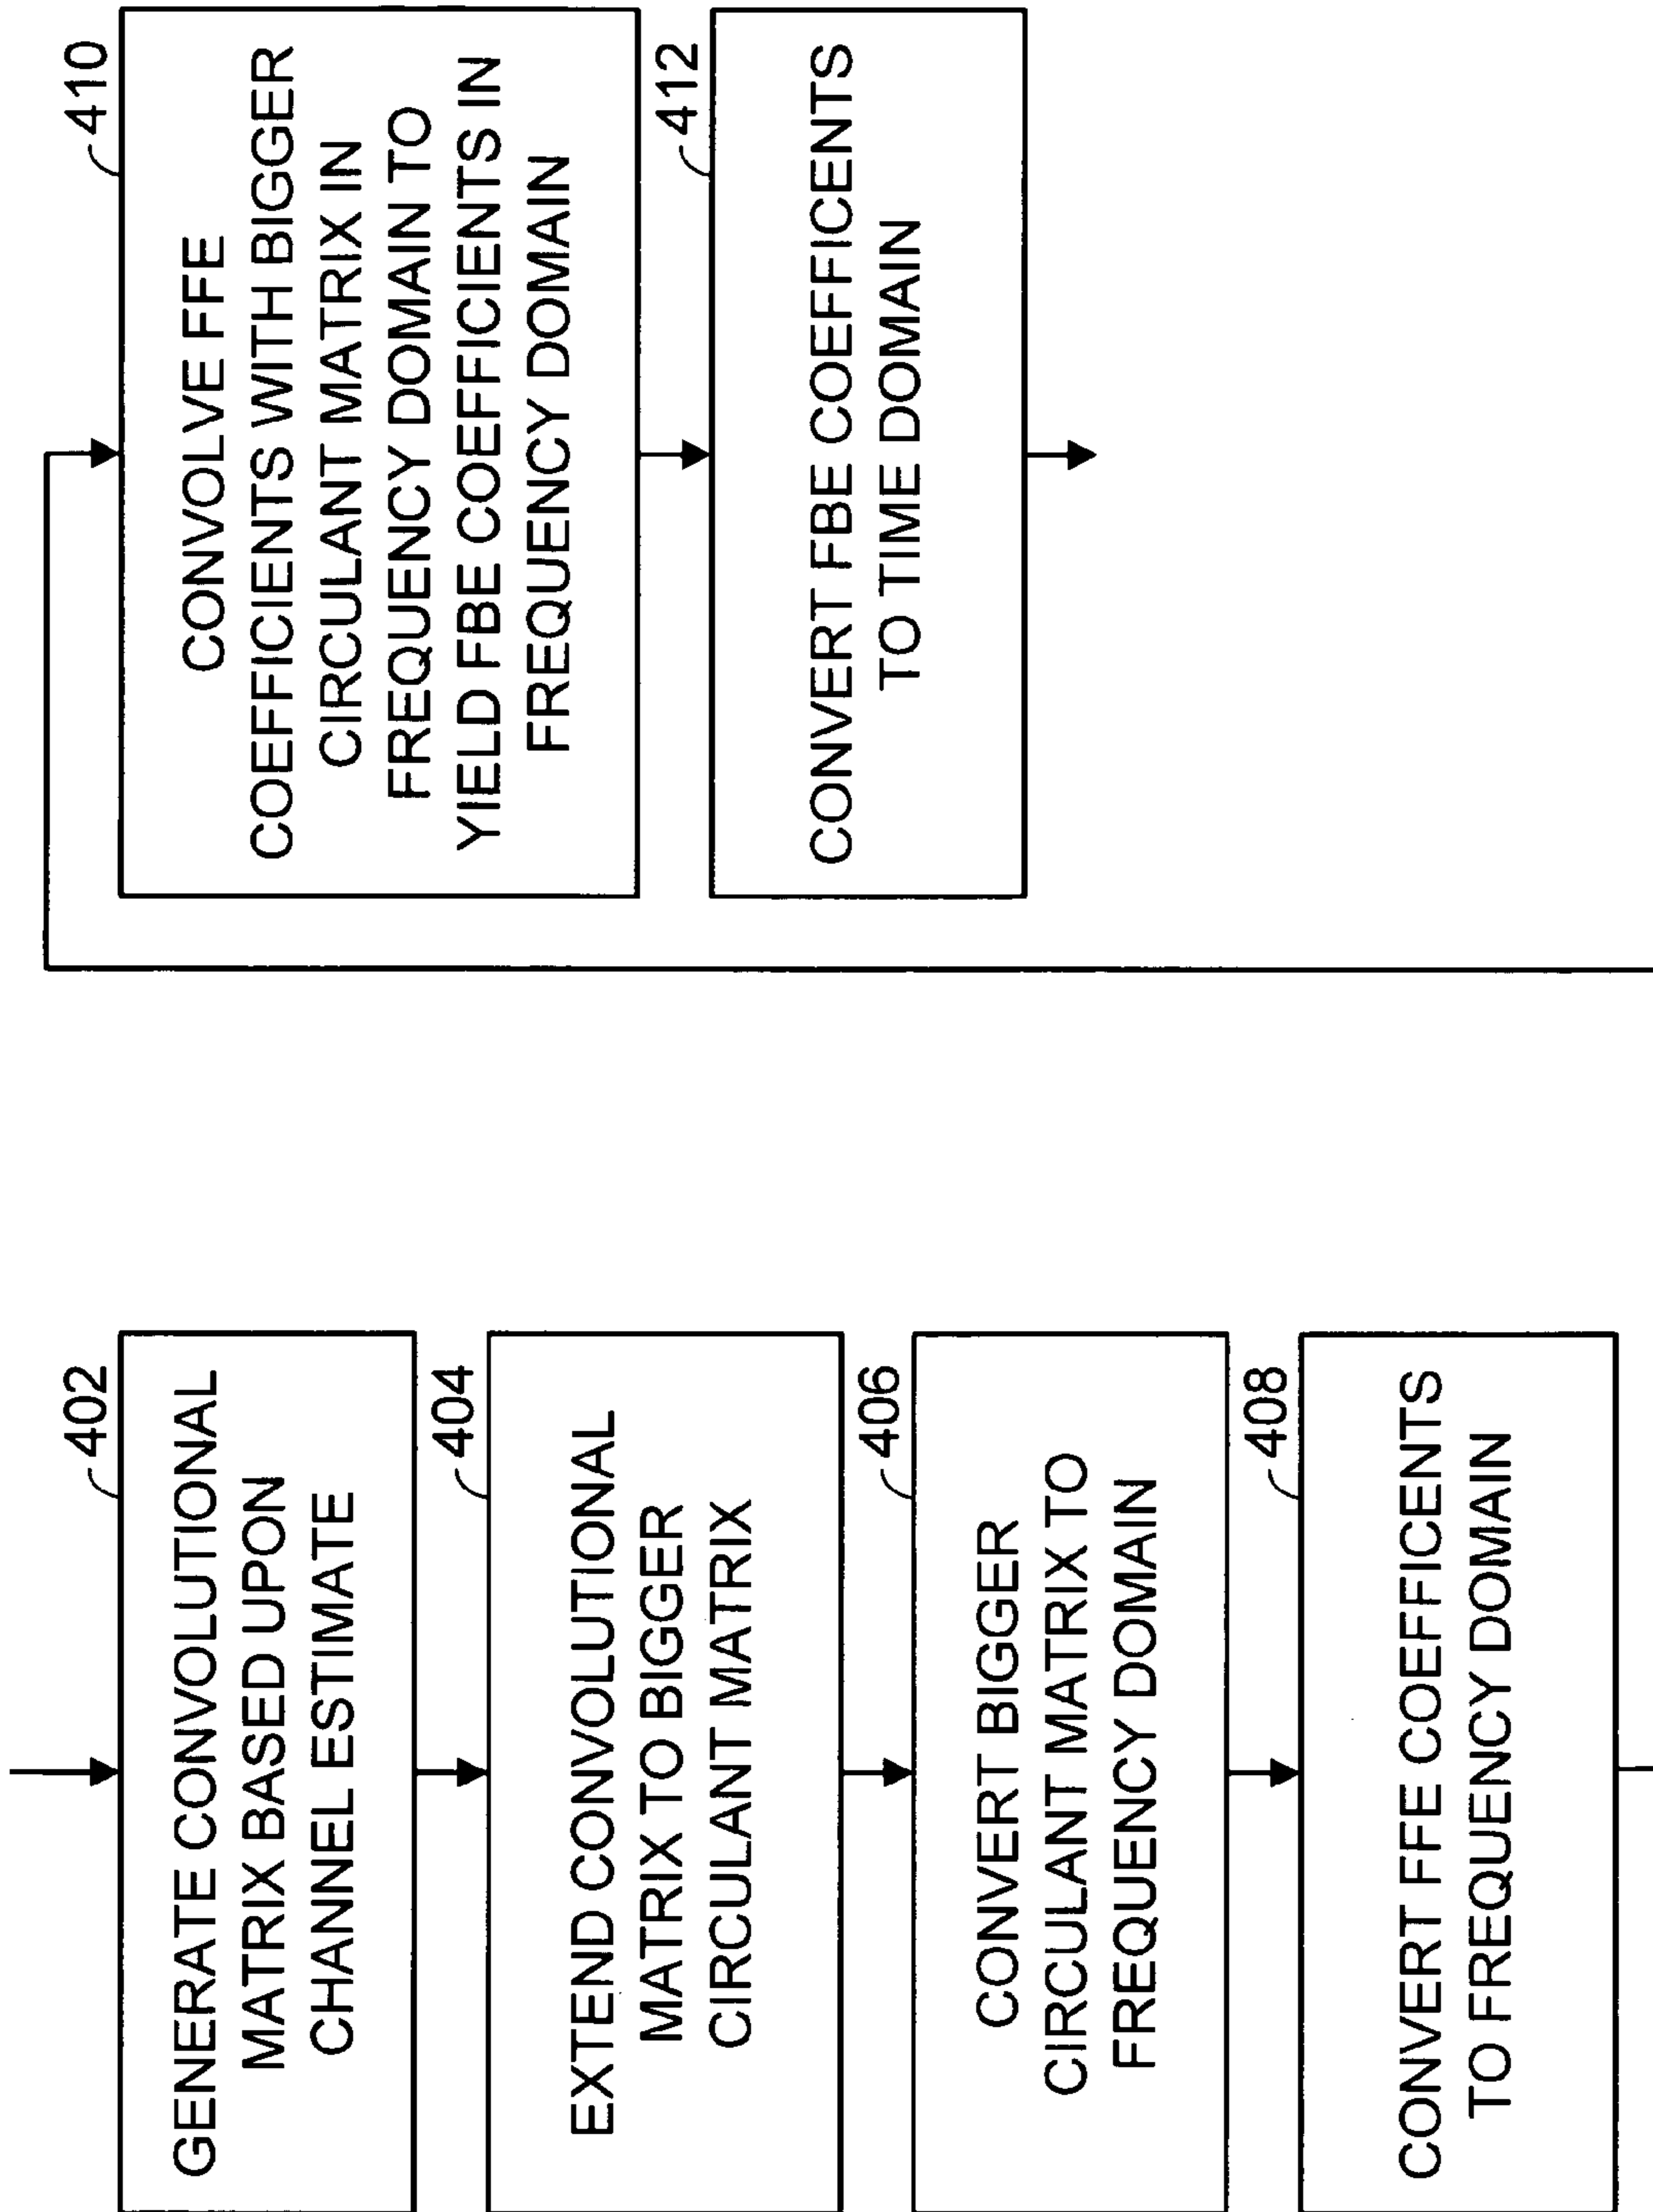 402
GENERATE CONVOLUTIONAL
MATRIX BASED UPON
CHANNEL ESTIMATE
404
EXTEND CONVOLUTIONAL
MATRIX TO BIGGER
CIRCULANT MATRIX
406
CONVERT BIGGER
CIRCULANT MATRIX TO
FREQUENCY DOMAIN
408
CONVERT FFE COEFFICENTS
TO FREQUENCY DOMAIN
410
CONVOLVE FFE
COEFFICIENTS WITH BIGGER
CIRCULANT MATRIX IN
FREQUENCY DOMAIN TO
YIELD FBE COEFFICIENTS IN
FREQUENCY DOMAIN
412
CONVERT FBE COEFFICENTS
TO TIME DOMAIN